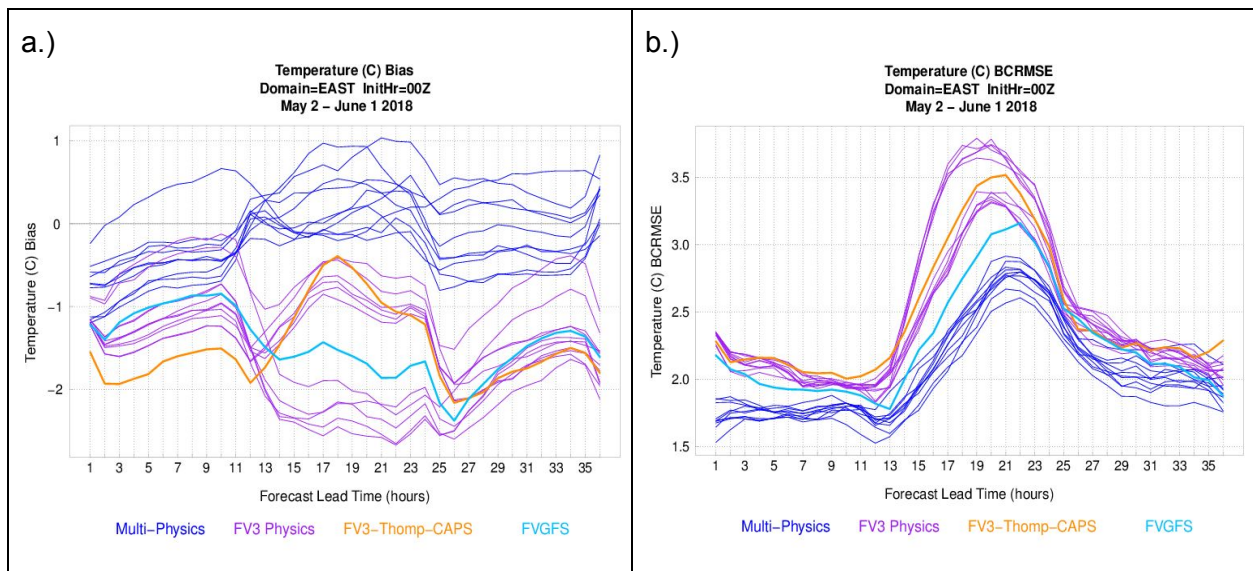 a.)
Temperature (C) Bias
Domain=EAST InitHr=00Z
May 2 − June 1 2018
Temperature (C) Bias
1
0
−1
−2
1 3 5 7 9 11 13 15 17 19 21 23 25 27 29 31 33 35
Forecast Lead Time (hours)
Multi−Physics FV3 Physics FV3−Thomp−CAPS FVGFS
b.)
Temperature (C) BCRMSE
Domain=EAST InitHr=00Z
May 2 − June 1 2018
Temperature (C) BCRMSE
3.5
3.0
2.5
2.0
1.5
1 3 5 7 9 11 13 15 17 19 21 23 25 27 29 31 33 35
Forecast Lead Time (hours)
Multi−Physics FV3 Physics FV3−Thomp−CAPS FVGFS